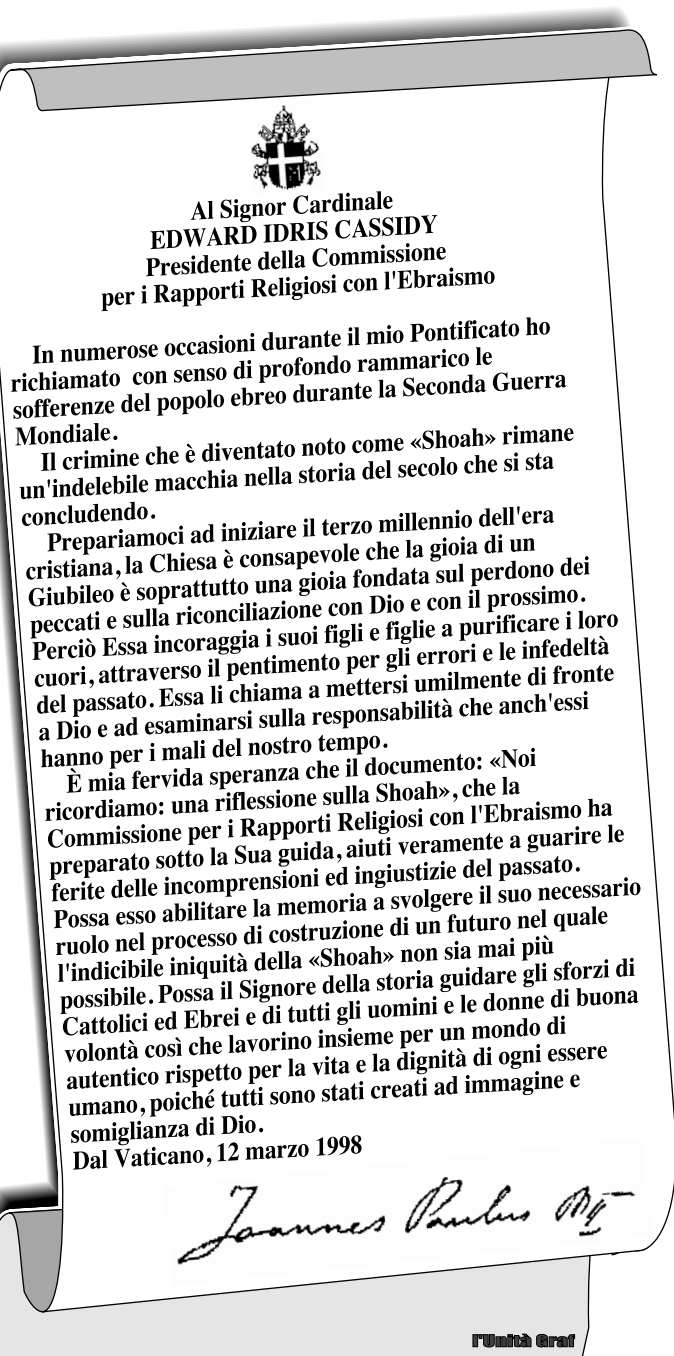 Al Signor Cardinale
EDWARD IDRIS CASSIDY
Presidente della Commissione
per i Rapporti Religiosi con l'Ebraismo
In numerose occasioni durante il mio Pontificato ho
richiamato con senso di profondo rammarico le
sofferenze del popolo ebreo durante la Seconda Guerra
Mondiale.
Il crimine che è diventato noto come «Shoah» rimane
un'indelebile macchia nella storia del secolo che si sta
concludendo.
Prepariamoci ad iniziare il terzo millennio dell'era
cristiana, la Chiesa è consapevole che la gioia di un
Giubileo è soprattutto una gioia fondata sul perdono dei
peccati e sulla riconciliazione con Dio e con il prossimo.
Perciò Essa incoraggia i suoi figli e figlie a purificare i loro
cuori, attraverso il pentimento per gli errori e le infedeltà
del passato. Essa li chiama a mettersi umilmente di fronte
a Dio e ad esaminarsi sulla responsabilità che anch'essi
hanno per i mali del nostro tempo.
È mia fervida speranza che il documento: «Noi
ricordiamo: una riflessione sulla Shoah», che la
Commissione per i Rapporti Religiosi con l'Ebraismo ha
preparato sotto la Sua guida, aiuti veramente a guarire le
ferite delle incomprensioni ed ingiustizie del passato.
Possa esso abilitare la memoria a svolgere il suo necessario
ruolo nel processo di costruzione di un futuro nel quale
l'indicibile iniquità della «Shoah» non sia mai più
possibile. Possa il Signore della storia guidare gli sforzi di
Cattolici ed Ebrei e di tutti gli uomini e le donne di buona
volontà così che lavorino insieme per un mondo di
autentico rispetto per la vita e la dignità di ogni essere
umano, poiché tutti sono stati creati ad immagine e
somiglianza di Dio.
Dal Vaticano, 12 marzo 1998
Joannes Paulus
l'Unità Graf